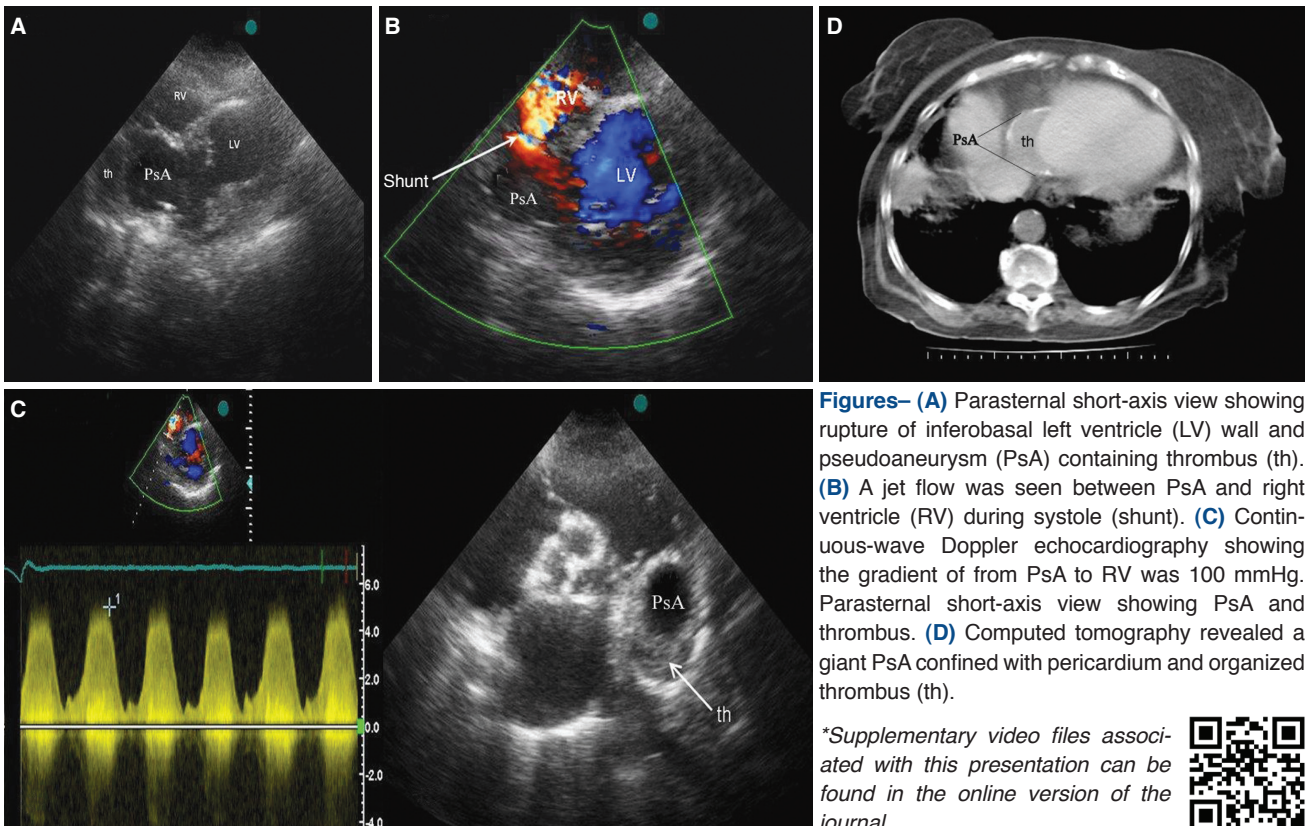 A
RV
LV
th
PsA
B
RV
Shunt
LV
PsA
D
PsA
th
C
1
6.0
4.0
2.0
0.0
-2.0
-4.0
PsA
th
Figures– (A) Parasternal short-axis view showing
rupture of inferobasal left ventricle (LV) wall and
pseudoaneurysm (PsA) containing thrombus (th).
(B) A jet flow was seen between PsA and right
ventricle (RV) during systole (shunt). (C) Contin-
uous-wave Doppler echocardiography showing
the gradient of from PsA to RV was 100 mmHg.
Parasternal short-axis view showing PsA and
thrombus. (D) Computed tomography revealed a
giant PsA confined with pericardium and organized
thrombus (th).
*Supplementary video files associ-
ated with this presentation can be
found in the online version of the
journal.